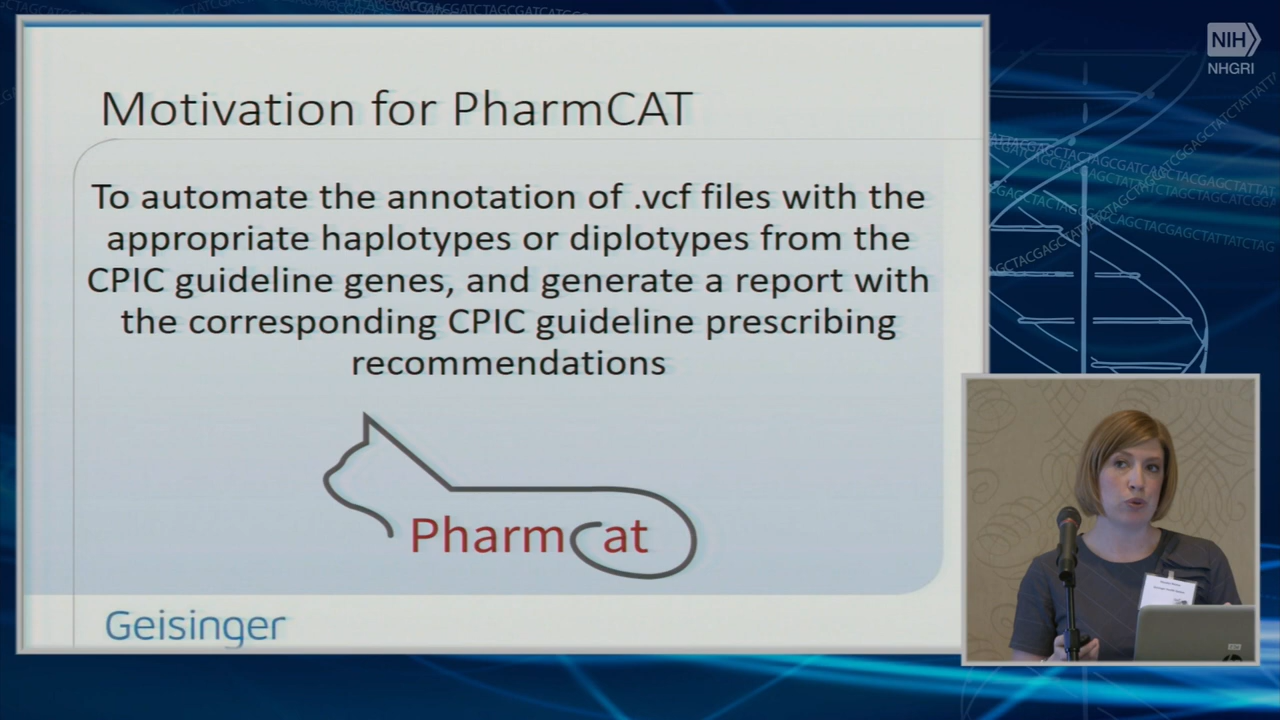 NIH
NHGRI
Motivation for PharmCAT
To automate the annotation of .vcf files with the
appropriate haplotypes or diplotypes from the
CPIC guideline genes, and generate a report with
the corresponding CPIC guideline prescribing
recommendations
Pharmcat
Geisinger